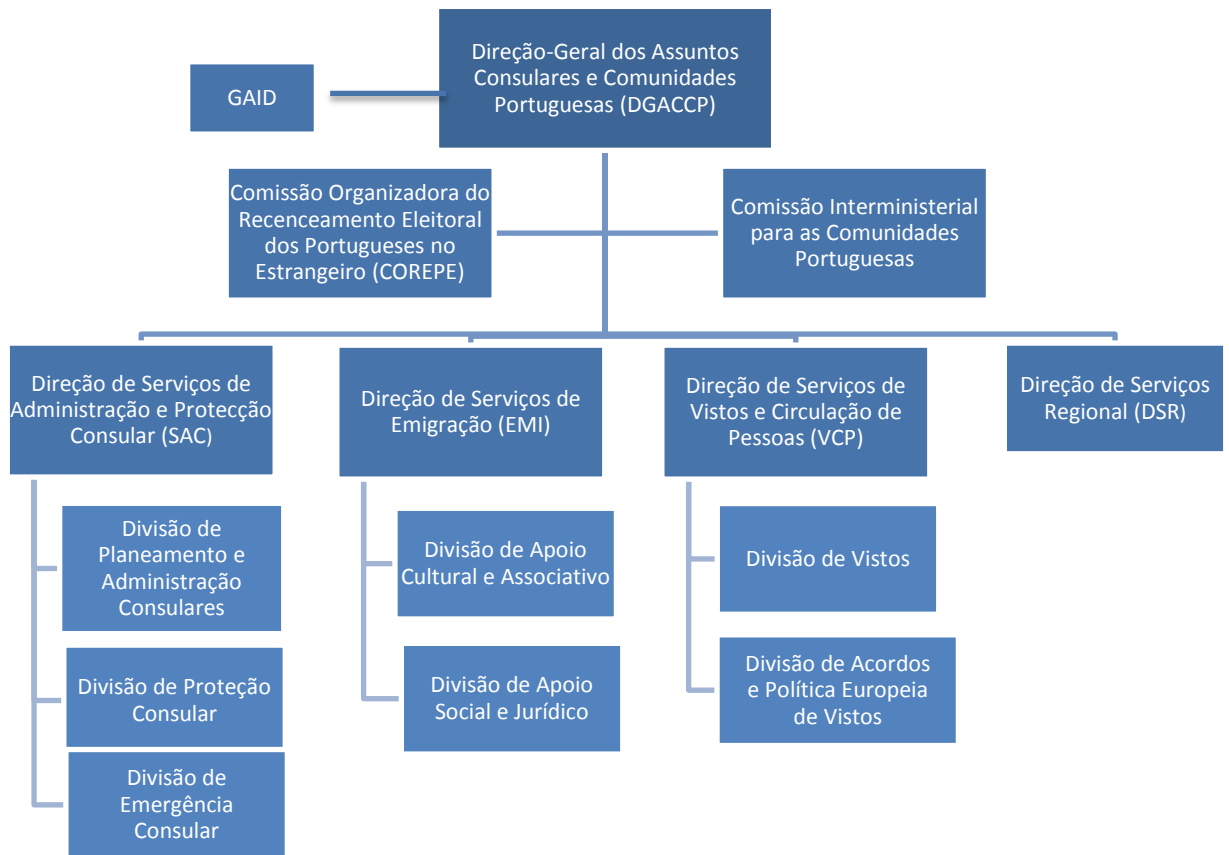 Direção-Geral dos Assuntos
Consulares e Comunidades
Portuguesas (DGACCP)
GAID
Comissão Organizadora do
Recenceamento Eleitoral
dos Portugueses no
Estrangeiro (COREPE)
Comissão Interministerial
para as Comunidades
Portuguesas
Direção de Serviços de
Administração e Protecção
Consular (SAC)
Direção de Serviços de
Emigração (EMI)
Direção de Serviços de
Vistos e Circulação de
Pessoas (VCP)
Direção de Serviços
Regional (DSR)
Divisão de
Planeamento e
Administração
Consulares
Divisão de Proteção
Consular
Divisão de
Emergência
Consular
Divisão de Apoio
Cultural e Associativo
Divisão de Apoio
Social e Jurídico
Divisão de Vistos
Divisão de Acordos
e Política Europeia
de Vistos